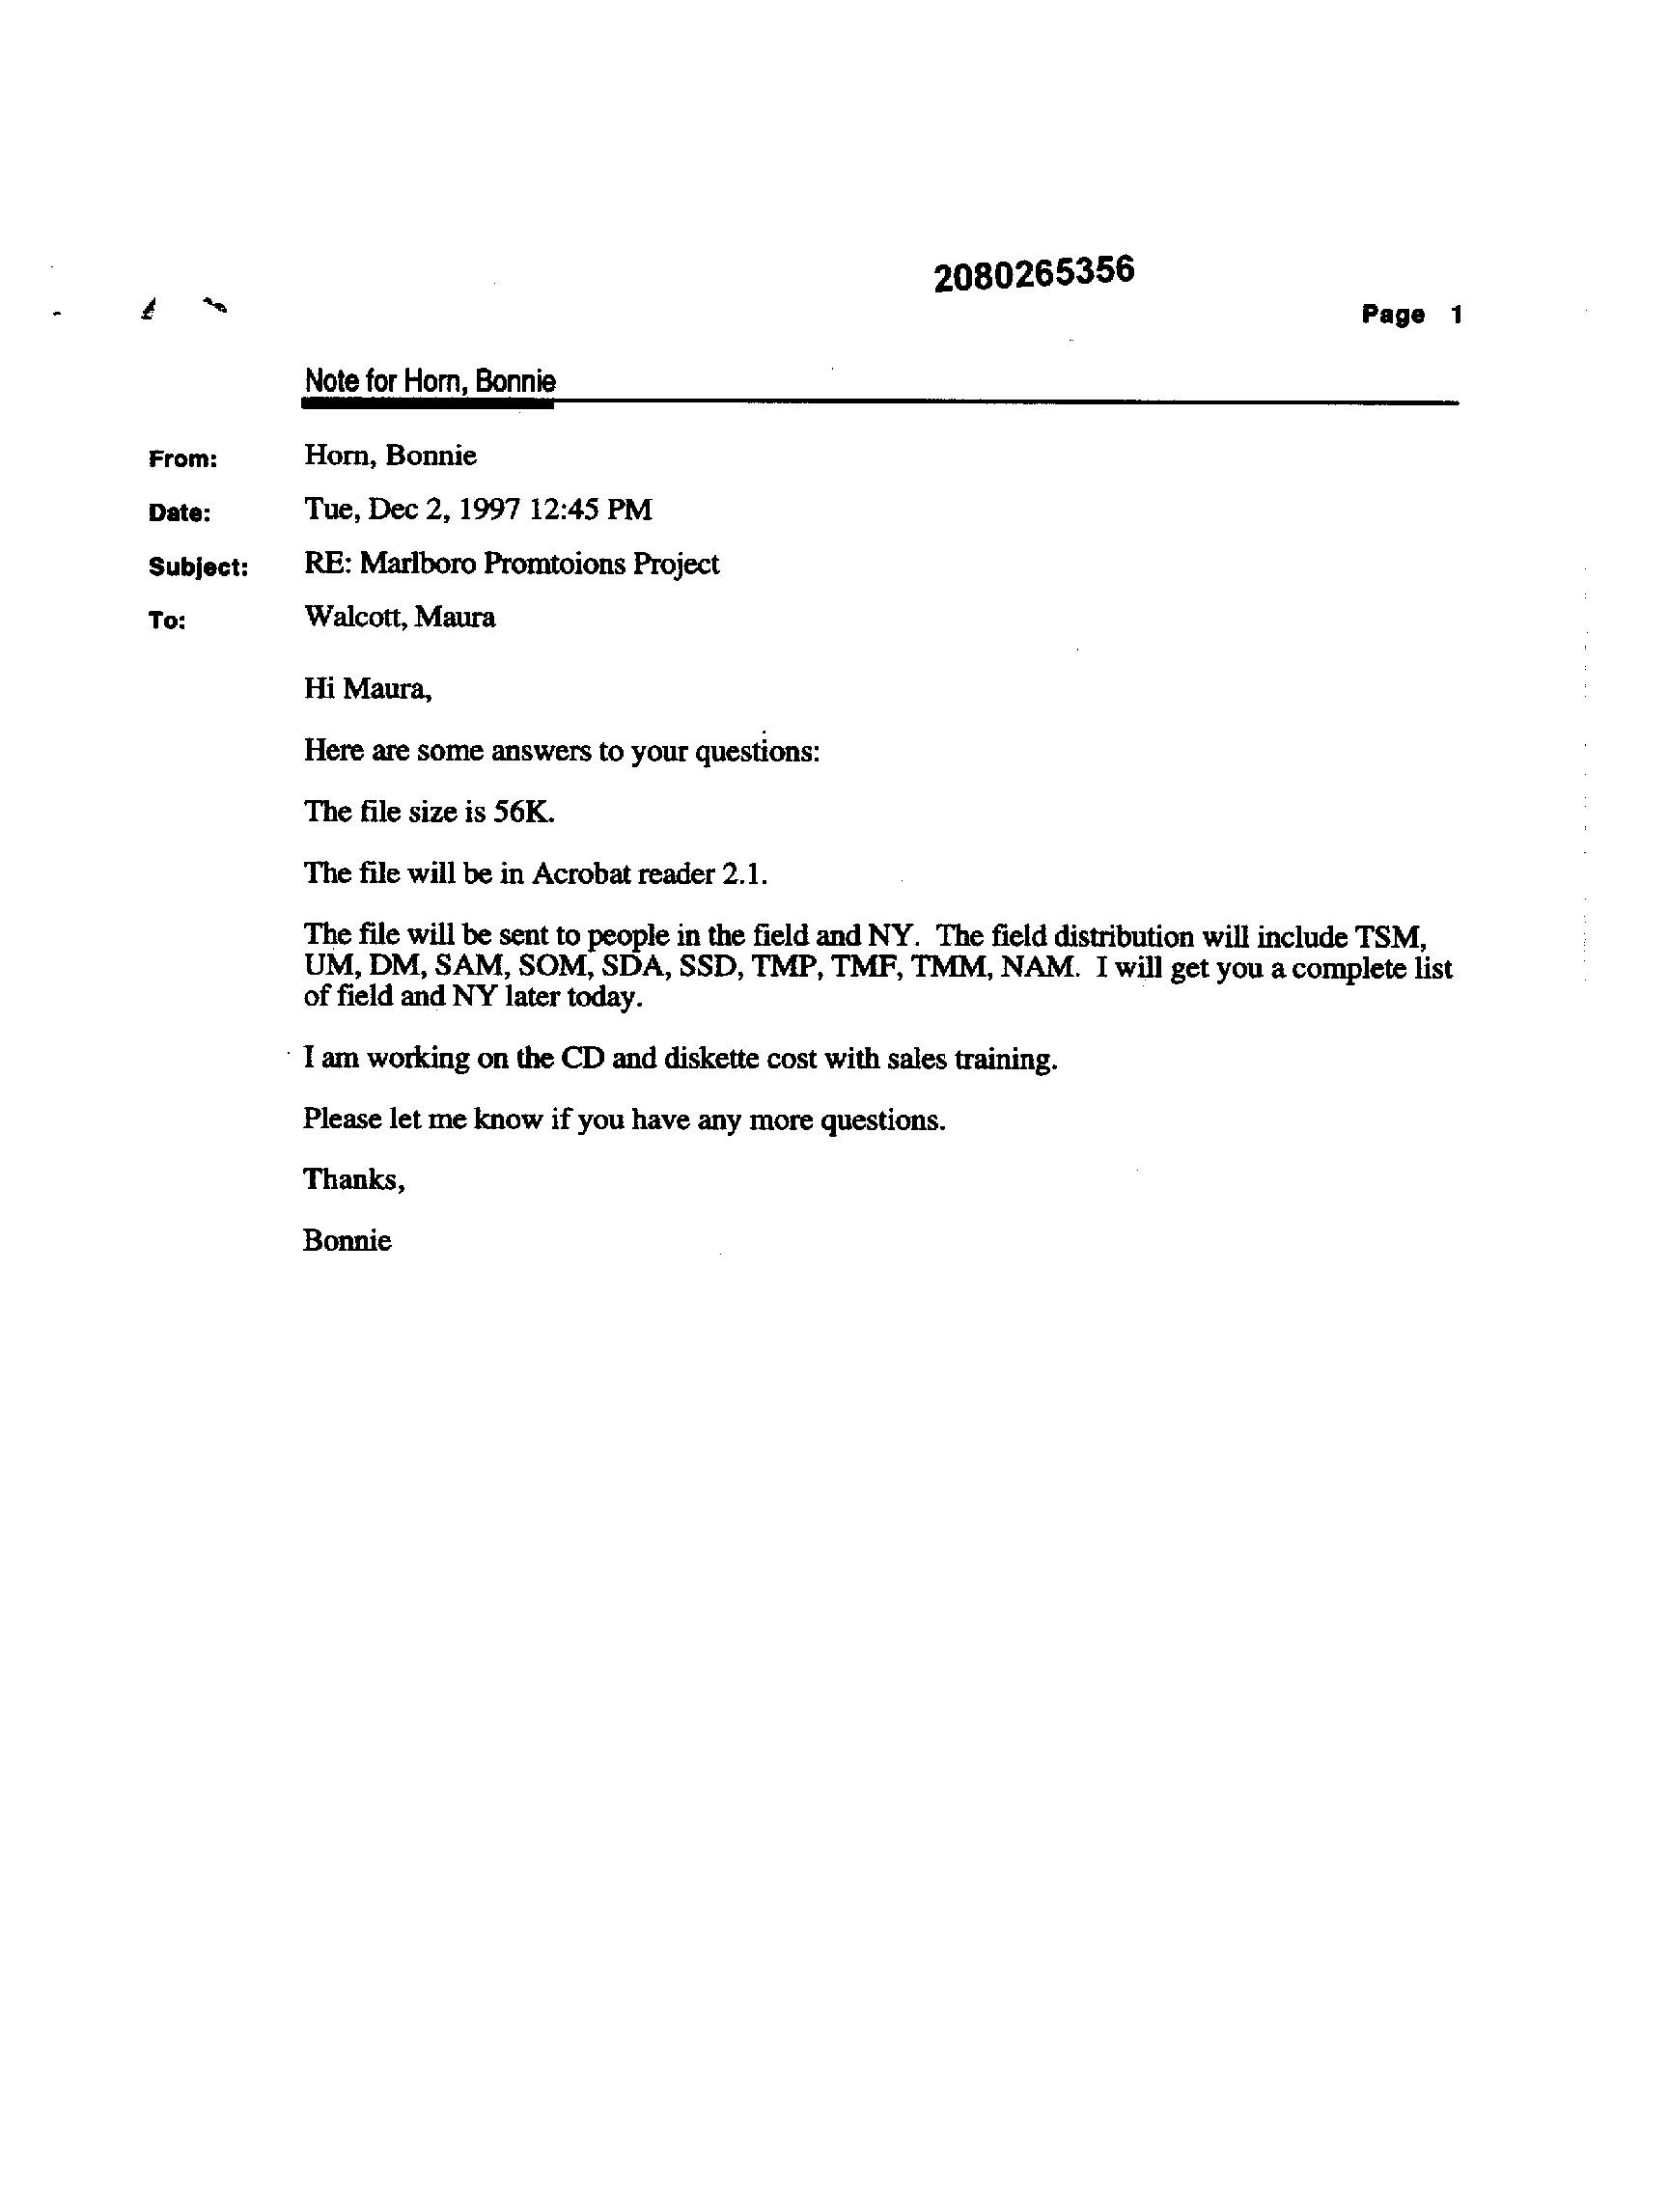 2080265356
Page 1
Note for Horn, Bonnie
From: Horn, Bonnie
Date: Tue, Dec 2, 1997 12:45 PM
Subject: RE: Marlboro Promtoions Project
To: Walcott, Maura
Hi Maura,
Here are some answers to your questions:
The file size is 56K.
The file will be in Acrobat reader 2.1.
The file will be sent to people in the field and NY. The field distribution will include TSM,
UM, DM, SAM, SOM, SDA, SSD, TMP, TMF, TMM, NAM. I will get you a complete list
of field and NY later today.
I am working on the CD and diskette cost with sales training.
Please let me know if you have any more questions.
Thanks,
Bonnie